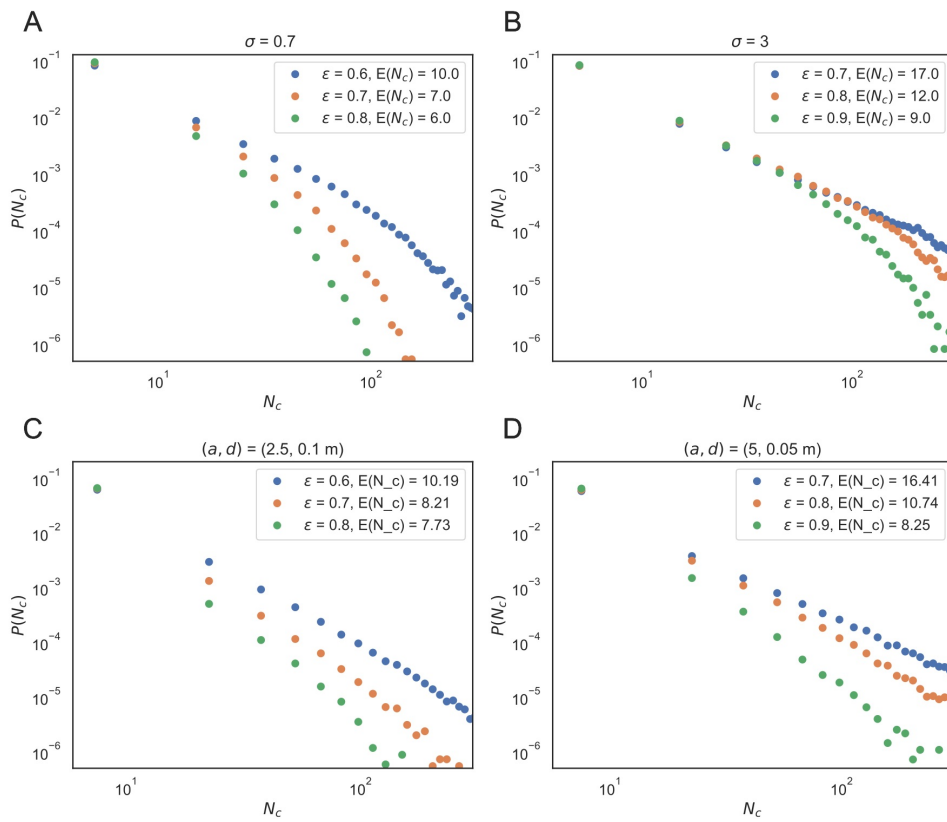 A
σ = 0.7
ε = 0.6, E(N_c) = 10.0
ε = 0.7, E(N_c) = 7.0
ε = 0.8, E(N_c) = 6.0
10^-1
10^-2
10^-3
10^-4
10^-5
10^-6
P(N_c)
10^1
10^2
N_c
B
σ = 3
ε = 0.7, E(N_c) = 17.0
ε = 0.8, E(N_c) = 12.0
ε = 0.9, E(N_c) = 9.0
10^-1
10^-2
10^-3
10^-4
10^-5
10^-6
P(N_c)
10^1
10^2
N_c
C
(a, d) = (2.5, 0.1 m)
ε = 0.6, E(N_c) = 10.19
ε = 0.7, E(N_c) = 8.21
ε = 0.8, E(N_c) = 7.73
10^-1
10^-2
10^-3
10^-4
10^-5
10^-6
P(N_c)
10^1
10^2
N_c
D
(a, d) = (5, 0.05 m)
ε = 0.7, E(N_c) = 16.41
ε = 0.8, E(N_c) = 10.74
ε = 0.9, E(N_c) = 8.25
10^-1
10^-2
10^-3
10^-4
10^-5
10^-6
P(N_c)
10^1
10^2
N_c